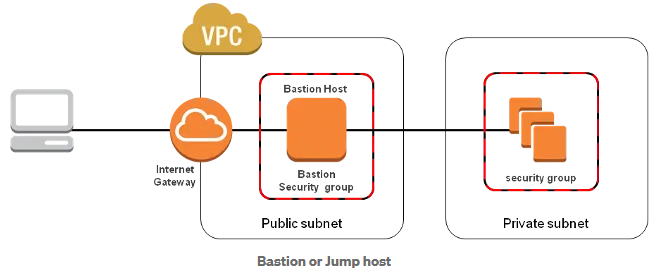 VPC
Bastion Host
Internet
Gateway
Bastion
Security group
security group
Public subnet
Private subnet
Bastion or Jump host